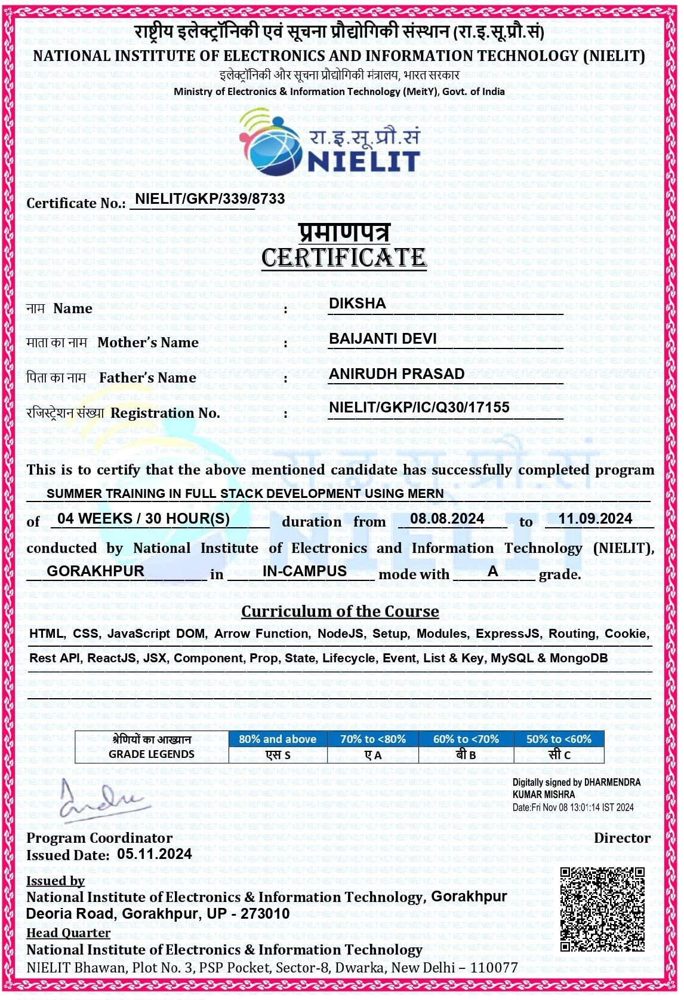 राष्ट्रीय इलेक्ट्रॉनिकी एवं सूचना प्रौद्योगिकी संस्थान (रा.इ.सू.प्रौ.सं)
NATIONAL INSTITUTE OF ELECTRONICS AND INFORMATION TECHNOLOGY (NIELIT)
इलेक्ट्रॉनिकी और सूचना प्रौद्योगिकी मंत्रालय, भारत सरकार
Ministry of Electronics & Information Technology (MeitY), Govt. of India
रा.इ.सू.प्रौ.सं
NIELIT
Certificate No.: NIELIT/GKP/339/8733
प्रमाणपत्र
CERTIFICATE
नाम Name : DIKSHA
माता का नाम Mother's Name : BAIJANTI DEVI
पिता का नाम Father's Name : ANIRUDH PRASAD
रजिस्ट्रेशन संख्या Registration No. : NIELIT/GKP/IC/Q30/17155
This is to certify that the above mentioned candidate has successfully completed program
SUMMER TRAINING IN FULL STACK DEVELOPMENT USING MERN
of 04 WEEKS / 30 HOUR(S) duration from 08.08.2024 to 11.09.2024
conducted by National Institute of Electronics and Information Technology (NIELIT),
GORAKHPUR in IN-CAMPUS mode with A grade.
Curriculum of the Course
HTML, CSS, JavaScript DOM, Arrow Function, NodeJS, Setup, Modules, ExpressJS, Routing, Cookie,
Rest API, ReactJS, JSX, Component, Prop, State, Lifecycle, Event, List & Key, MySQL & MongoDB
श्रेणियों का आख्यान 80% and above 70% to <80% 60% to <70% 50% to <60%
GRADE LEGENDS एस S ए A बी B सी C
Digitally signed by DHARMENDRA
KUMAR MISHRA
Date:Fri Nov 08 13:01:14 IST 2024
Program Coordinator Director
Issued Date: 05.11.2024
Issued by
National Institute of Electronics & Information Technology, Gorakhpur
Deoria Road, Gorakhpur, UP - 273010
Head Quarter
National Institute of Electronics & Information Technology
NIELIT Bhawan, Plot No. 3, PSP Pocket, Sector-8, Dwarka, New Delhi – 110077